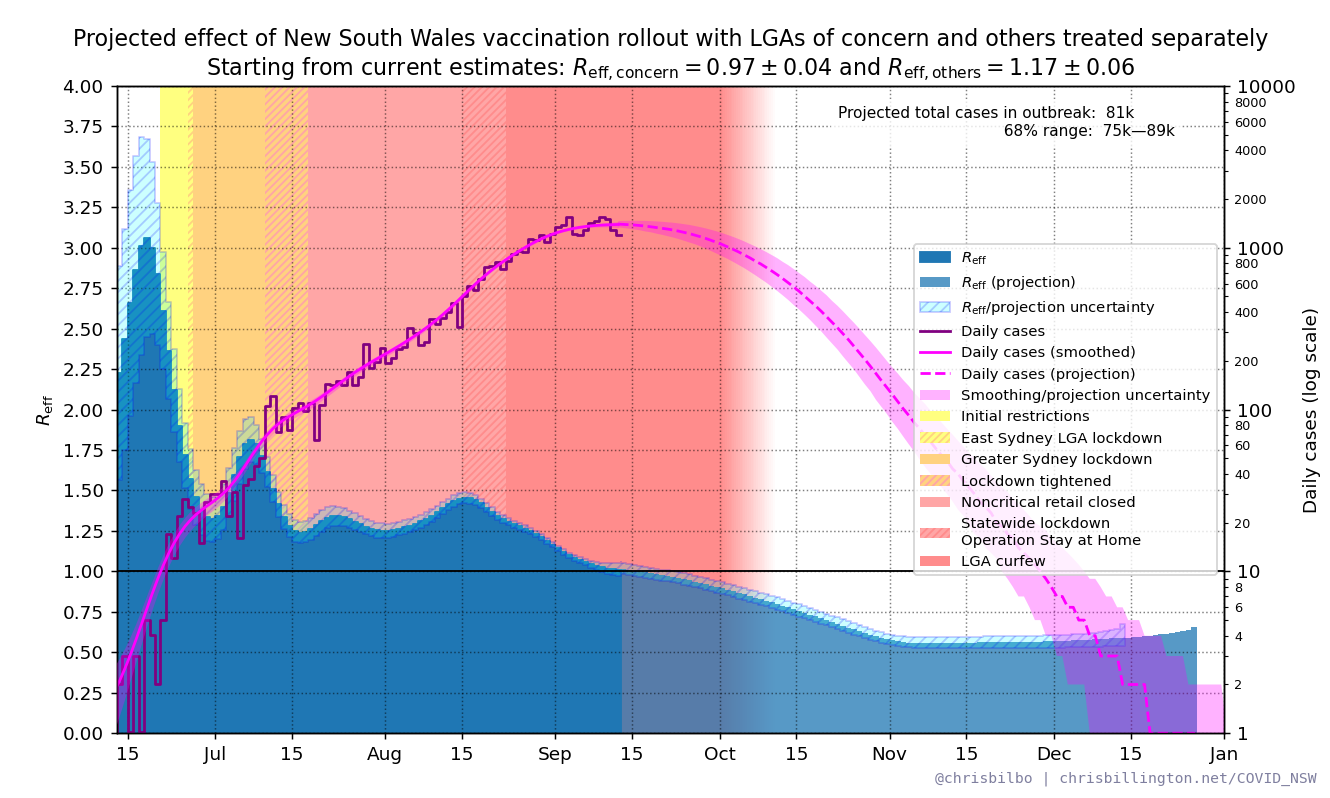 Projected effect of New South Wales vaccination rollout with LGAs of concern and others treated separately
Starting from current estimates: Reff, concern = 0.97 ± 0.04 and Reff, others = 1.17 ± 0.06
Projected total cases in outbreak: 81k
68% range: 75k—89k
Reff
4.00
3.75
3.50
3.25
3.00
2.75
2.50
2.25
2.00
1.75
1.50
1.25
1.00
0.75
0.50
0.25
0.00
10000
8000
6000
4000
2000
1000
800
600
400
200
100
80
60
40
20
10
8
6
4
2
1
Daily cases (log scale)
Reff
Reff (projection)
Reff/projection uncertainty
Daily cases
Daily cases (smoothed)
Daily cases (projection)
Smoothing/projection uncertainty
Initial restrictions
East Sydney LGA lockdown
Greater Sydney lockdown
Lockdown tightened
Noncritical retail closed
Statewide lockdown
Operation Stay at Home
LGA curfew
15 Jul 15 Aug 15 Sep 15 Oct 15 Nov 15 Dec 15 Jan
@chrisbilbo | chrisbillington.net/COVID_NSW